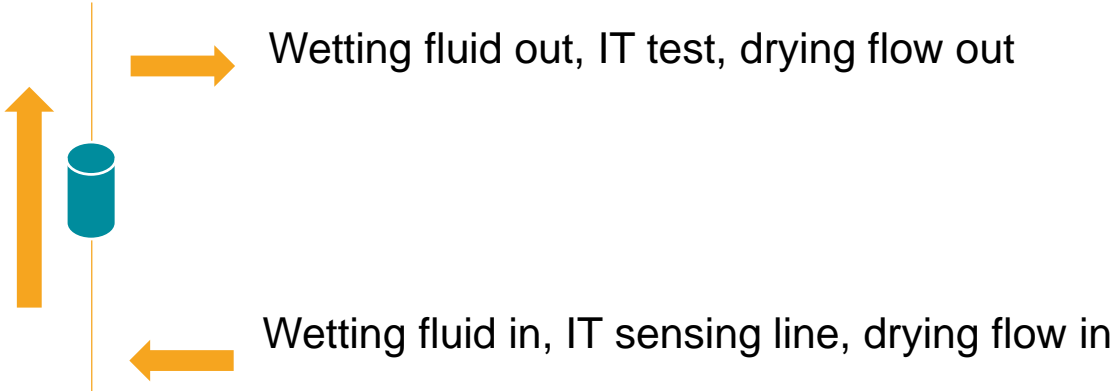 Wetting fluid out, IT test, drying flow out
Wetting fluid in, IT sensing line, drying flow in